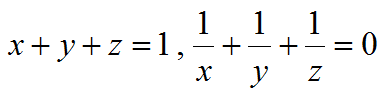 x + y + z = 1 , 1/x + 1/y + 1/z = 0